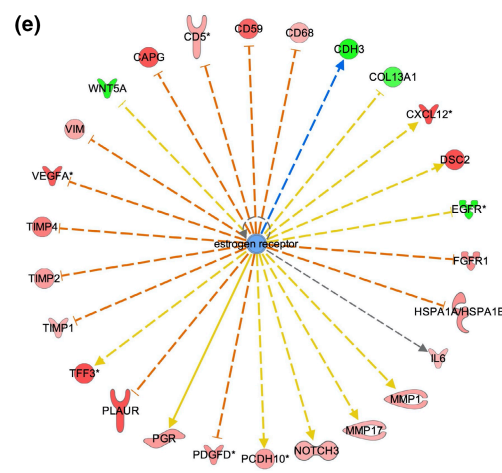 (e)
CD5*
CD59
CD68
CDH3
CAPG
COL13A1
WNT5A
CXCL12*
VIM
DSC2
VEGFA*
EGFR*
TIMP4
estrogen receptor
FGFR1
TIMP2
HSPA1A/HSPA1B
TIMP1
IL6
TFF3*
MMP1
PLAUR
MMP17
PGR
NOTCH3
PDGFD*
PCDH10*